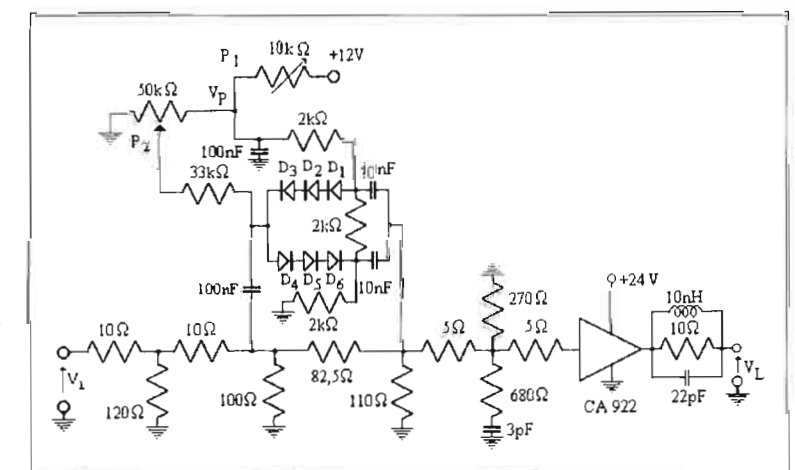 P1 10kΩ +12V
50kΩ VP
2kΩ
P2 100nF
33kΩ D3 D2 D1 10nF
2kΩ
100nF D4 D5 D6 10nF
2kΩ
270Ω +24 V 10nH
10Ω 10Ω 82,5Ω 5Ω 5Ω 10Ω
V1 VL
120Ω 100Ω 110Ω 680Ω CA 922 22pF
3pF